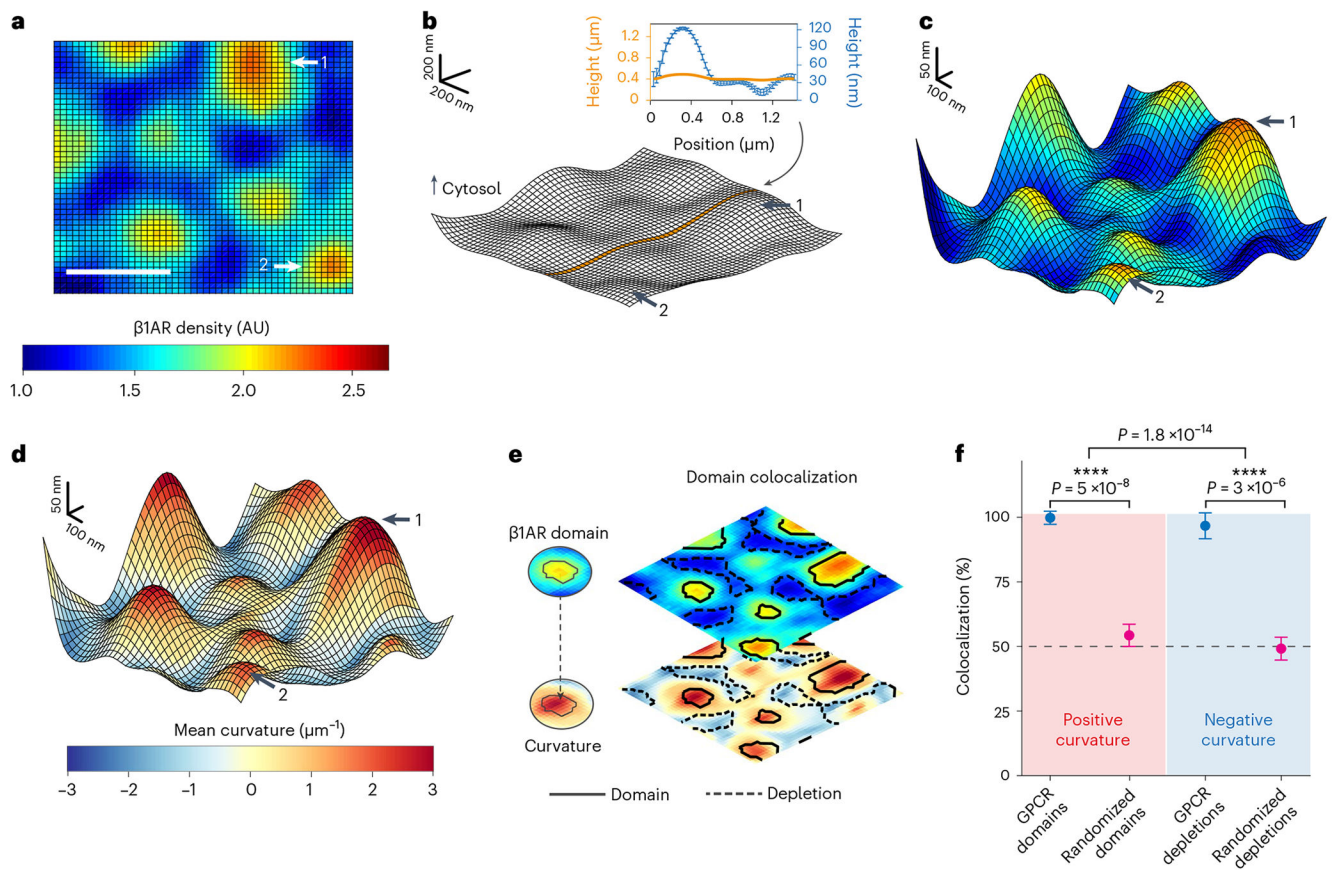 a
1
2
β1AR density (AU)
1.0 1.5 2.0 2.5
b
200 nm
200 nm
Height (µm)
1.2
0.8
0.4
0
Height (nm)
120
90
60
30
0
0 0.4 0.8 1.2
Position (µm)
Cytosol
1
2
c
50 nm
100 nm
1
2
d
50 nm
100 nm
1
2
Mean curvature (µm⁻¹)
–3 –2 –1 0 1 2 3
e
Domain colocalization
β1AR domain
Curvature
Domain
Depletion
f
P = 1.8 ×10⁻¹⁴
****
P = 5 ×10⁻⁸
****
P = 3 ×10⁻⁶
Colocalization (%)
100
75
50
25
0
Positive
curvature
Negative
curvature
GPCR
domains
Randomized
domains
GPCR
depletions
Randomized
depletions